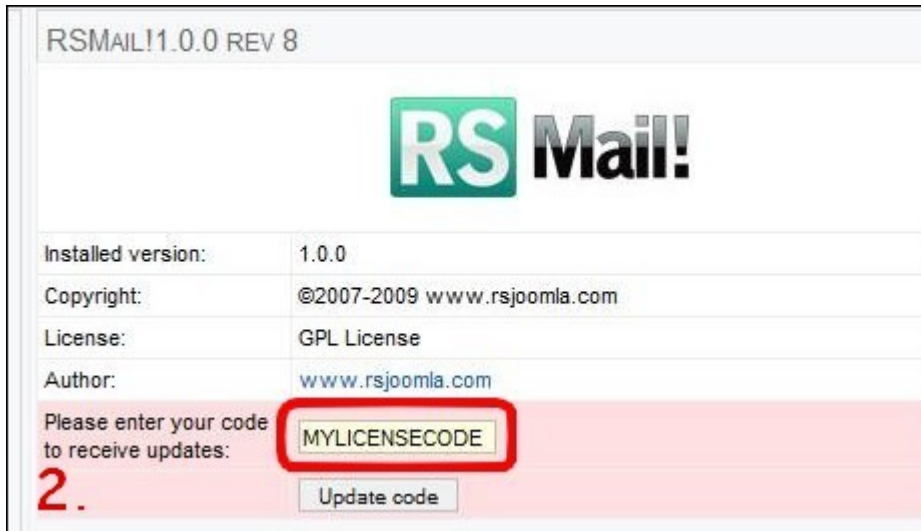 RSMAIL!1.0.0 REV 8
RS Mail!
Installed version: 1.0.0
Copyright: ©2007-2009 www.rsjoomla.com
License: GPL License
Author: www.rsjoomla.com
Please enter your code
to receive updates:
MYLICENSECODE
2.
Update code